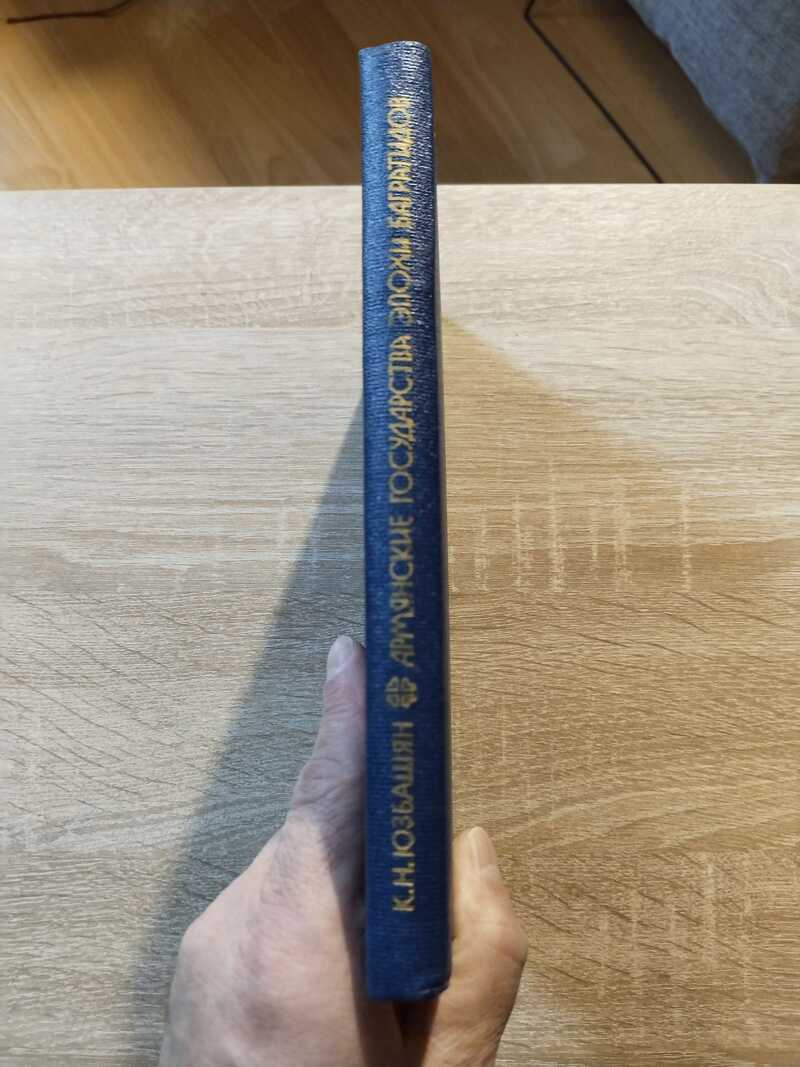 К.Н.ЮЗБАШЯН АРМЯНСКИЕ ГОСУДАРСТВА ЭПОХИ БАГРАТИДОВ